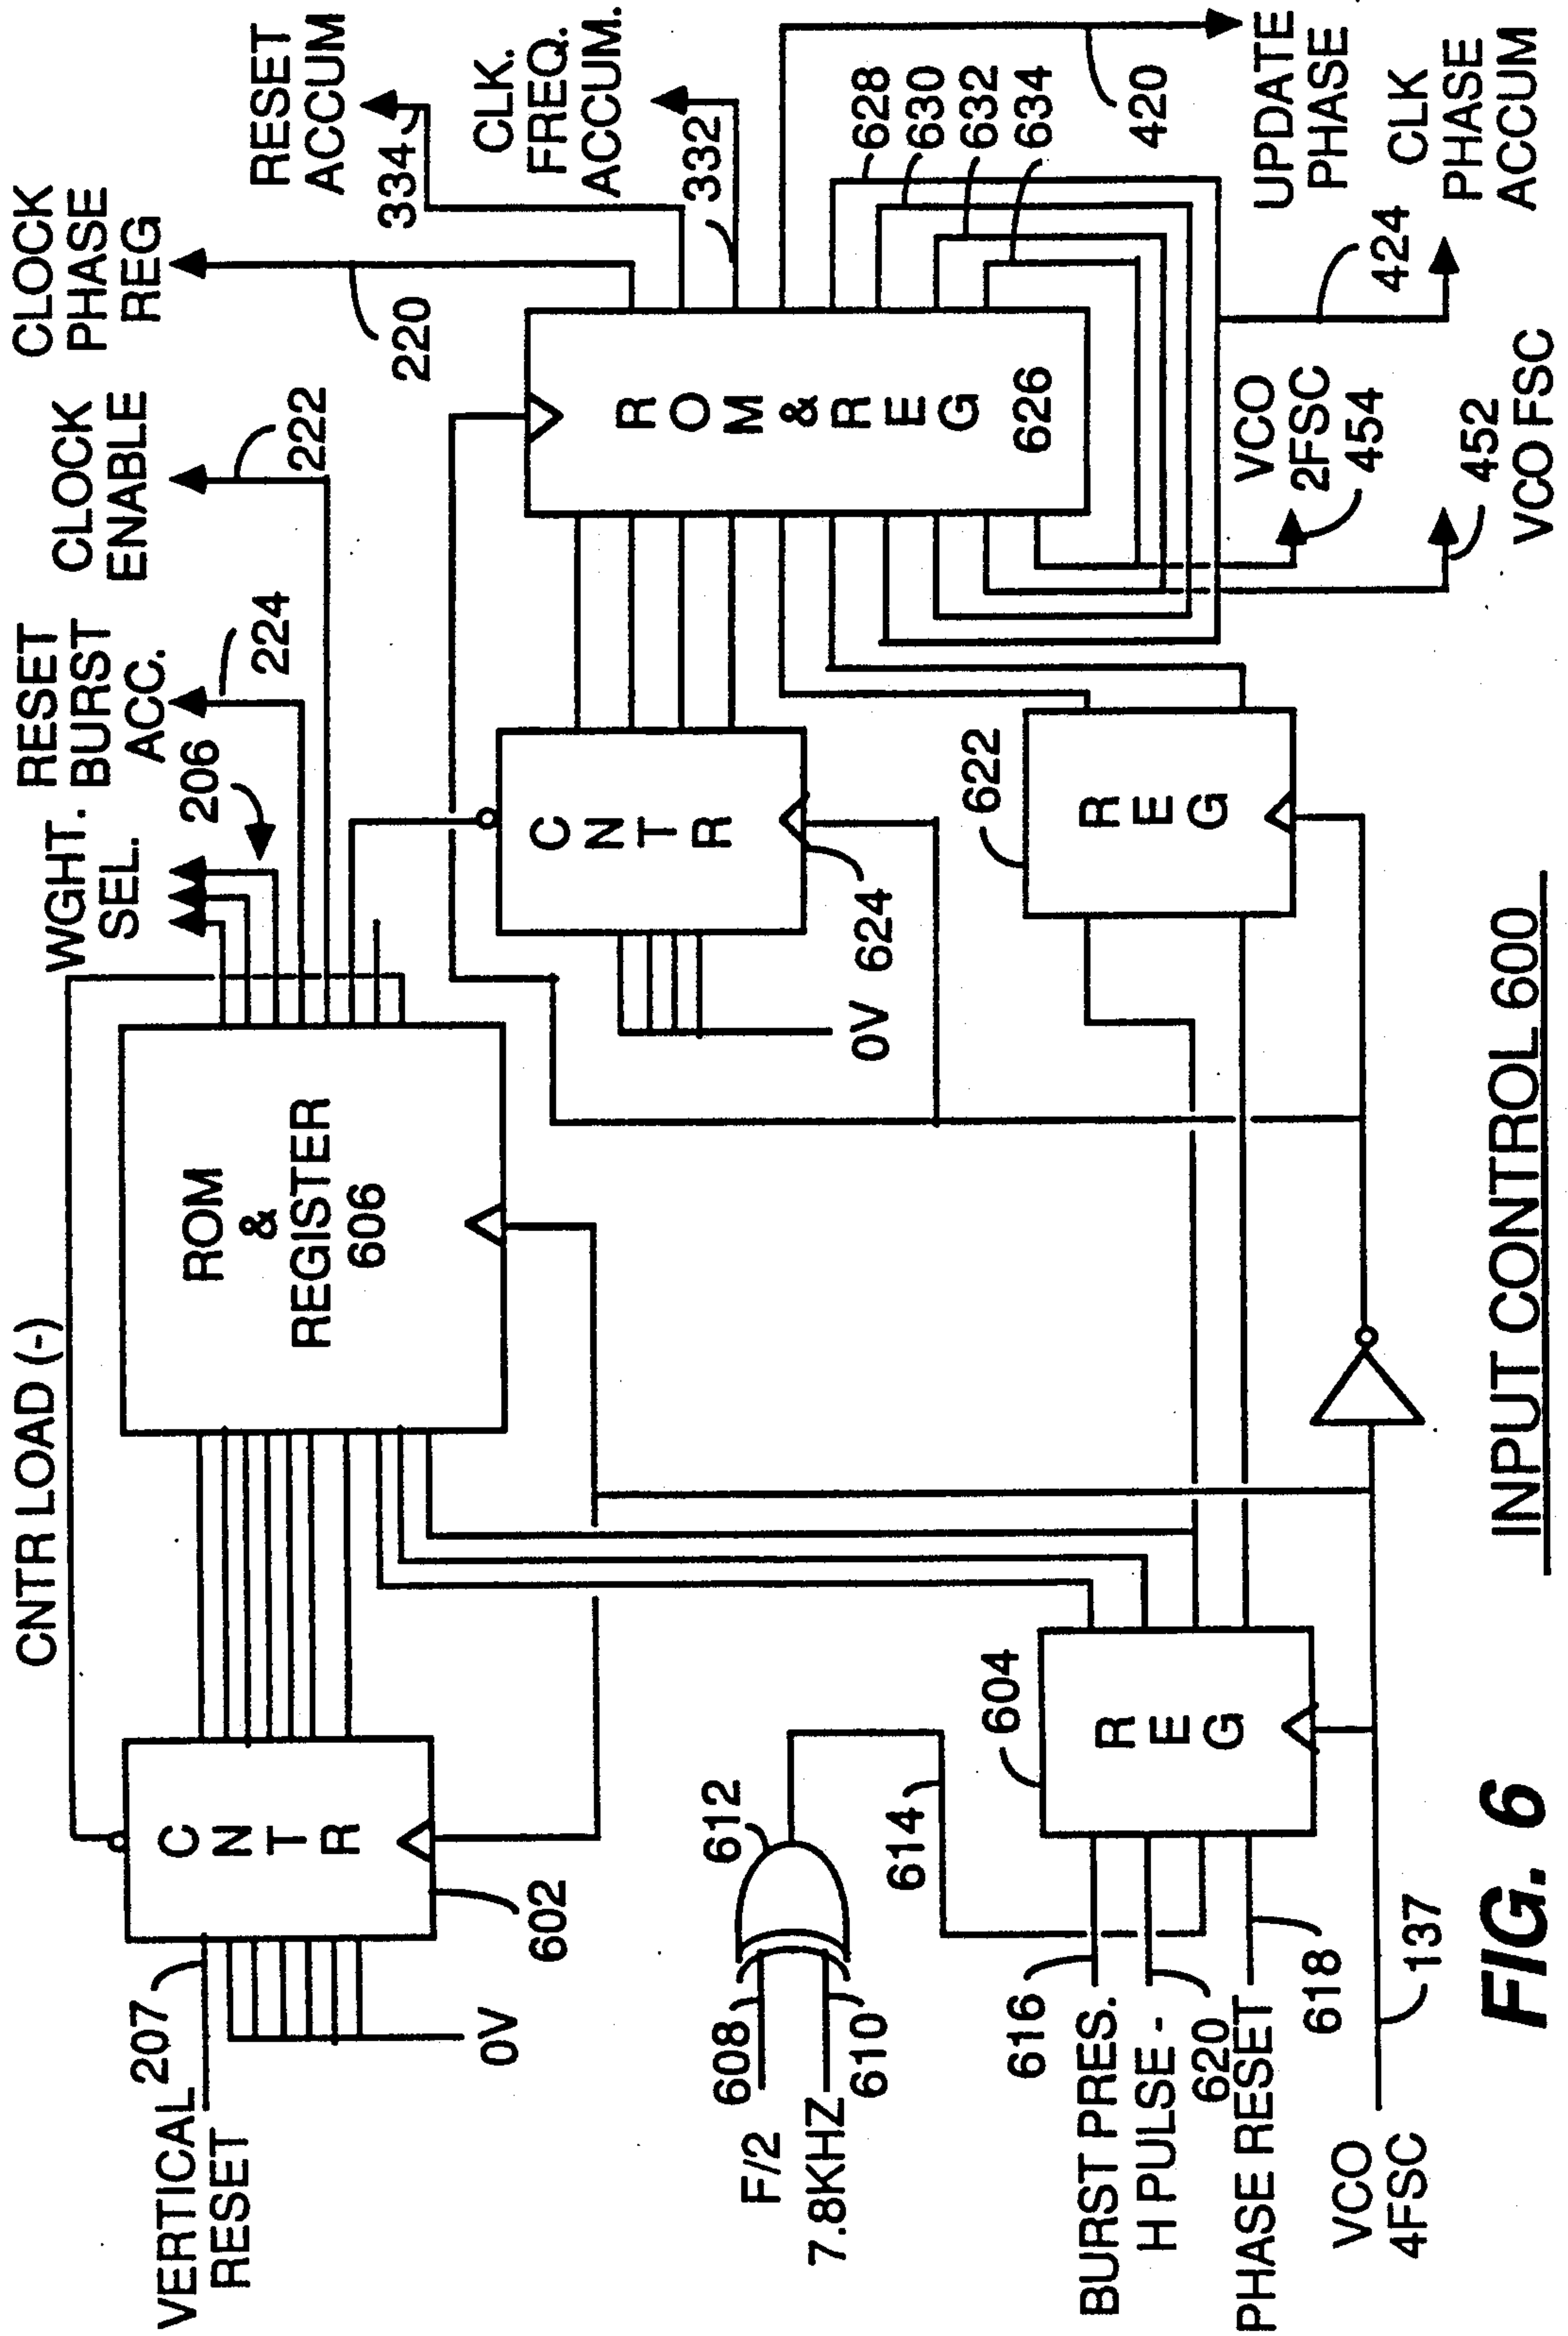 CNTR LOAD (-)
WGHT.
SEL.
206
RESET
BURST
ACC.
224
CLOCK
ENABLE
222
CLOCK
PHASE
REG
220
RESET
ACCUM
334
CLK.
FREQ.
ACCUM.
332
VERTICAL
RESET
207
0V
C
N
T
R
602
ROM
&
REGISTER
606
C
N
T
R
624
0V
R
O
M
&
R
E
G
626
628
630
632
634
420
UPDATE
PHASE
F/2
608
7.8KHZ
610
612
614
604
R
E
G
622
R
E
G
VCO
2FSC
454
424
CLK
PHASE
ACCUM
452
VCO FSC
616
BURST PRES.
H PULSE -
620
PHASE RESET
618
VCO
4FSC
137
FIG. 6
INPUT CONTROL 600